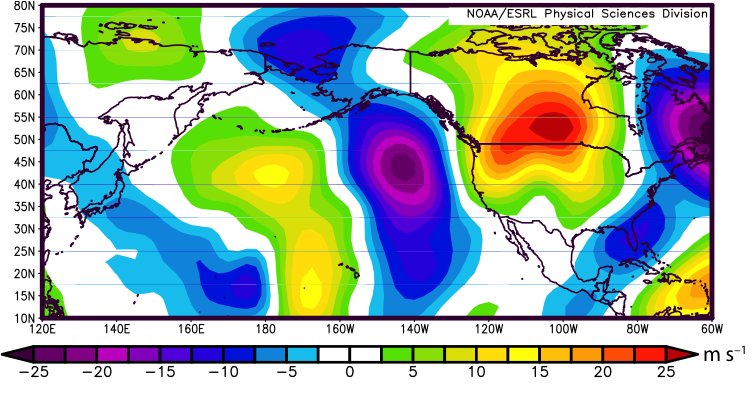 80N
NOAA/ESRL Physical Sciences Division
75N
70N
65N
60N
55N
50N
45N
40N
35N
30N
25N
20N
15N
10N
120E 140E 160E 180 160W 140W 120W 100W 80W 60W
−25 −20 −15 −10 −5 0 5 10 15 20 25 m s⁻¹